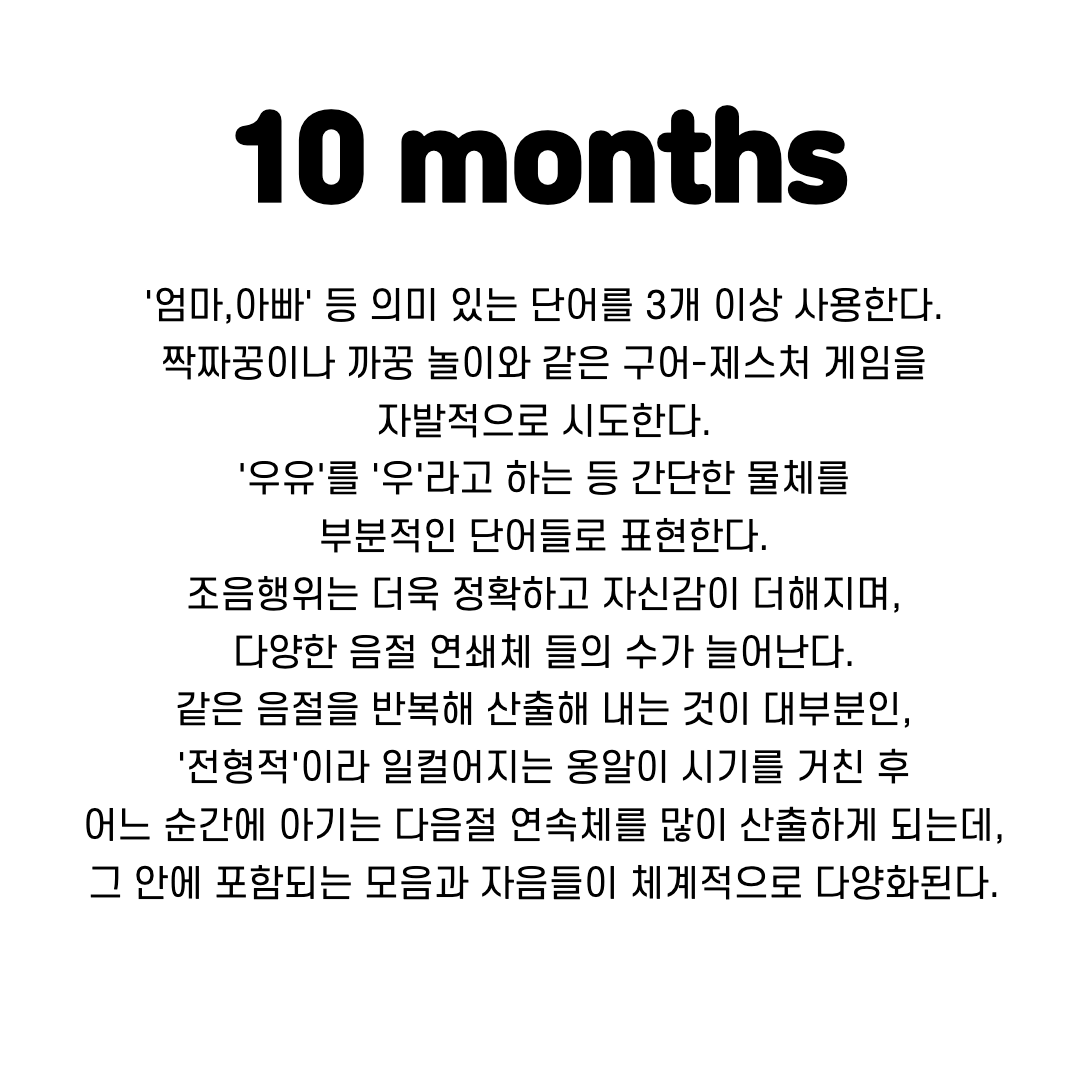 10 months
'엄마,아빠' 등 의미 있는 단어를 3개 이상 사용한다.
짝짜꿍이나 까꿍 놀이와 같은 구어-제스처 게임을
자발적으로 시도한다.
'우유'를 '우'라고 하는 등 간단한 물체를
부분적인 단어들로 표현한다.
조음행위는 더욱 정확하고 자신감이 더해지며,
다양한 음절 연쇄체 들의 수가 늘어난다.
같은 음절을 반복해 산출해 내는 것이 대부분인,
'전형적'이라 일컬어지는 옹알이 시기를 거친 후
어느 순간에 아기는 다음절 연속체를 많이 산출하게 되는데,
그 안에 포함되는 모음과 자음들이 체계적으로 다양화된다.